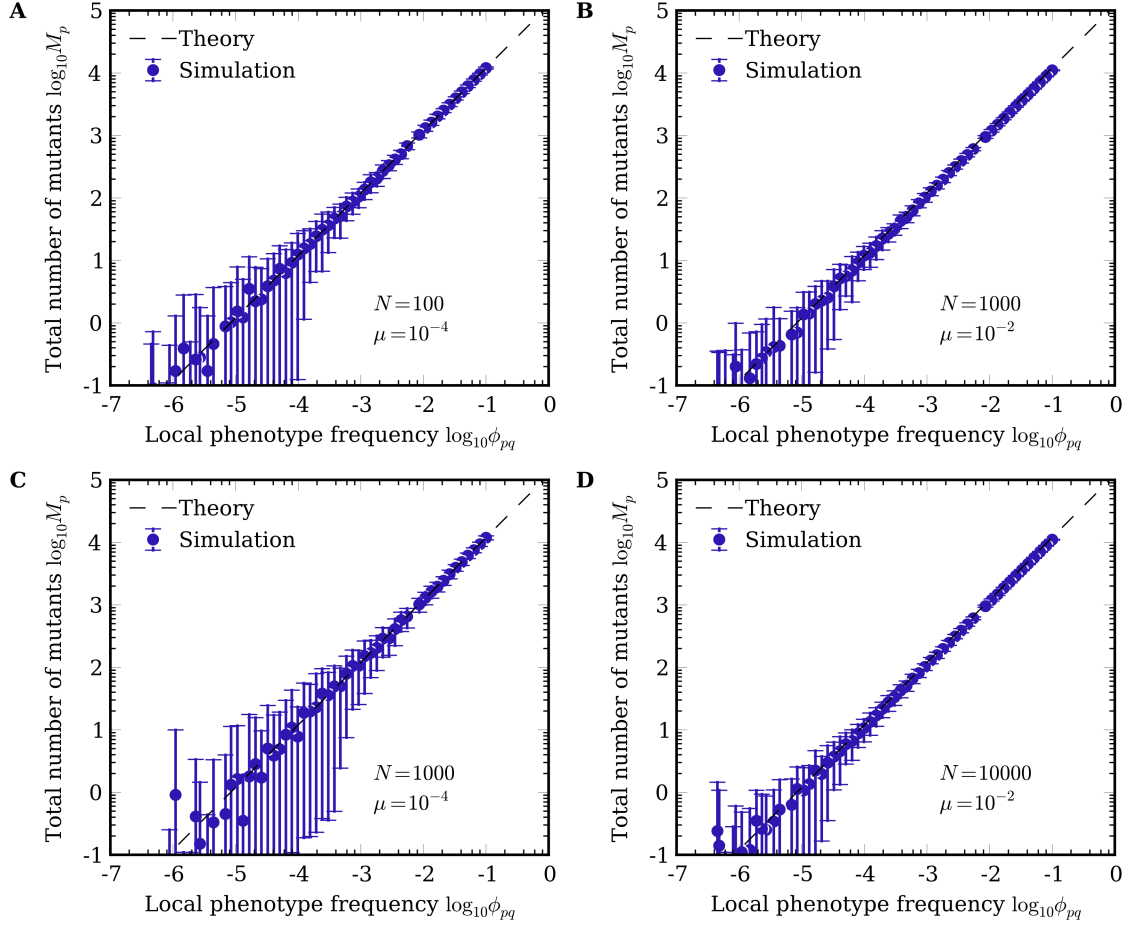 A
Total number of mutants log₁₀Mₚ
5
4
3
2
1
0
-1
Theory
Simulation
N=100
μ=10⁻⁴
-7 -6 -5 -4 -3 -2 -1 0
Local phenotype frequency log₁₀ϕ_pq
B
Total number of mutants log₁₀Mₚ
5
4
3
2
1
0
-1
Theory
Simulation
N=1000
μ=10⁻²
-7 -6 -5 -4 -3 -2 -1 0
Local phenotype frequency log₁₀ϕ_pq
C
Total number of mutants log₁₀Mₚ
5
4
3
2
1
0
-1
Theory
Simulation
N=1000
μ=10⁻⁴
-7 -6 -5 -4 -3 -2 -1 0
Local phenotype frequency log₁₀ϕ_pq
D
Total number of mutants log₁₀Mₚ
5
4
3
2
1
0
-1
Theory
Simulation
N=10000
μ=10⁻²
-7 -6 -5 -4 -3 -2 -1 0
Local phenotype frequency log₁₀ϕ_pq